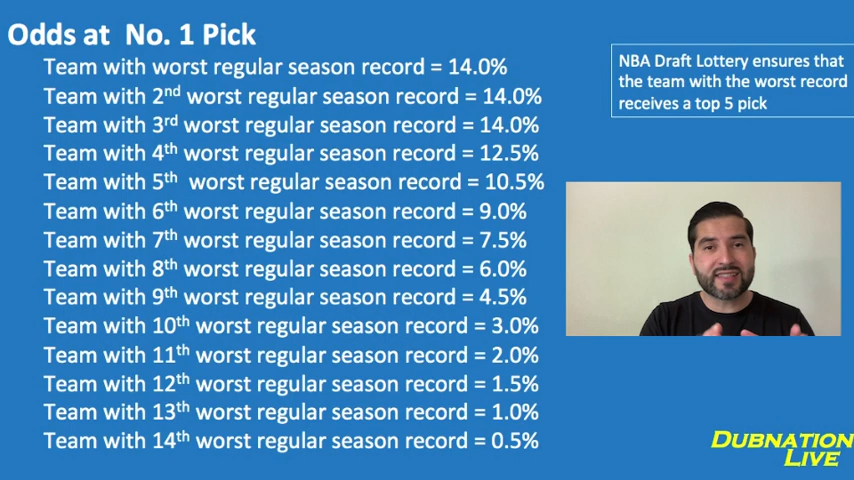 Odds at No. 1 Pick
Team with worst regular season record = 14.0%
Team with 2nd worst regular season record = 14.0%
Team with 3rd worst regular season record = 14.0%
Team with 4th worst regular season record = 12.5%
Team with 5th worst regular season record = 10.5%
Team with 6th worst regular season record = 9.0%
Team with 7th worst regular season record = 7.5%
Team with 8th worst regular season record = 6.0%
Team with 9th worst regular season record = 4.5%
Team with 10th worst regular season record = 3.0%
Team with 11th worst regular season record = 2.0%
Team with 12th worst regular season record = 1.5%
Team with 13th worst regular season record = 1.0%
Team with 14th worst regular season record = 0.5%
NBA Draft Lottery ensures that
the team with the worst record
receives a top 5 pick
DUBNATION
LIVE